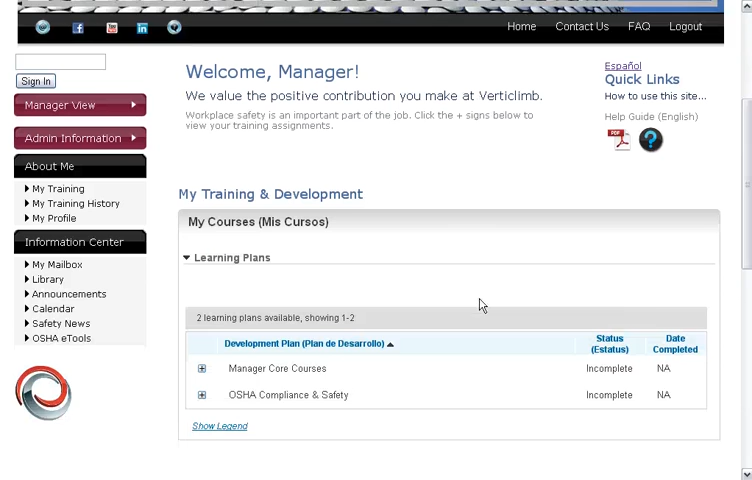 Home Contact Us FAQ Logout
Sign In
Manager View
Admin Information
About Me
My Training
My Training History
My Profile
Information Center
My Mailbox
Library
Announcements
Calendar
Safety News
OSHA eTools
Welcome, Manager!
We value the positive contribution you make at Verticlimb.
Workplace safety is an important part of the job. Click the + signs below to
view your training assignments.
Español
Quick Links
How to use this site...
Help Guide (English)
PDF
My Training & Development
My Courses (Mis Cursos)
Learning Plans
2 learning plans available, showing 1-2
Development Plan (Plan de Desarrollo) Status (Estatus) Date Completed
Manager Core Courses Incomplete NA
OSHA Compliance & Safety Incomplete NA
Show Legend